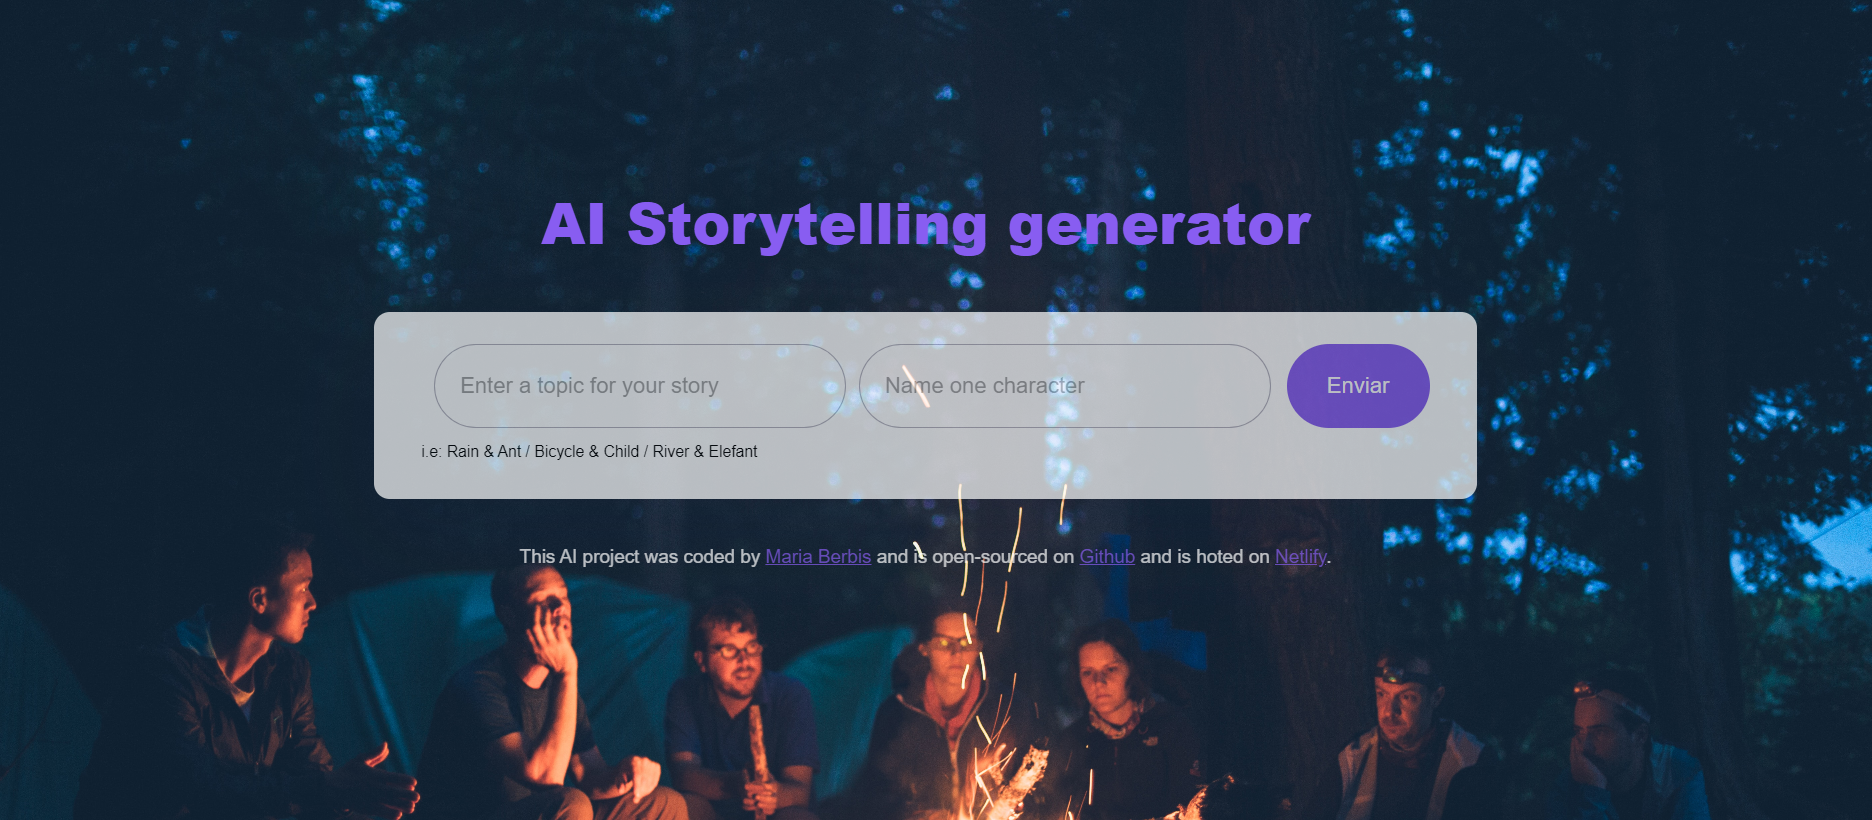 AI Storytelling generator
Enter a topic for your story
Name one character
Enviar
i.e: Rain & Ant / Bicycle & Child / River & Elefant
This AI project was coded by Maria Berbis and is open-sourced on Github and is hoted on Netlify.